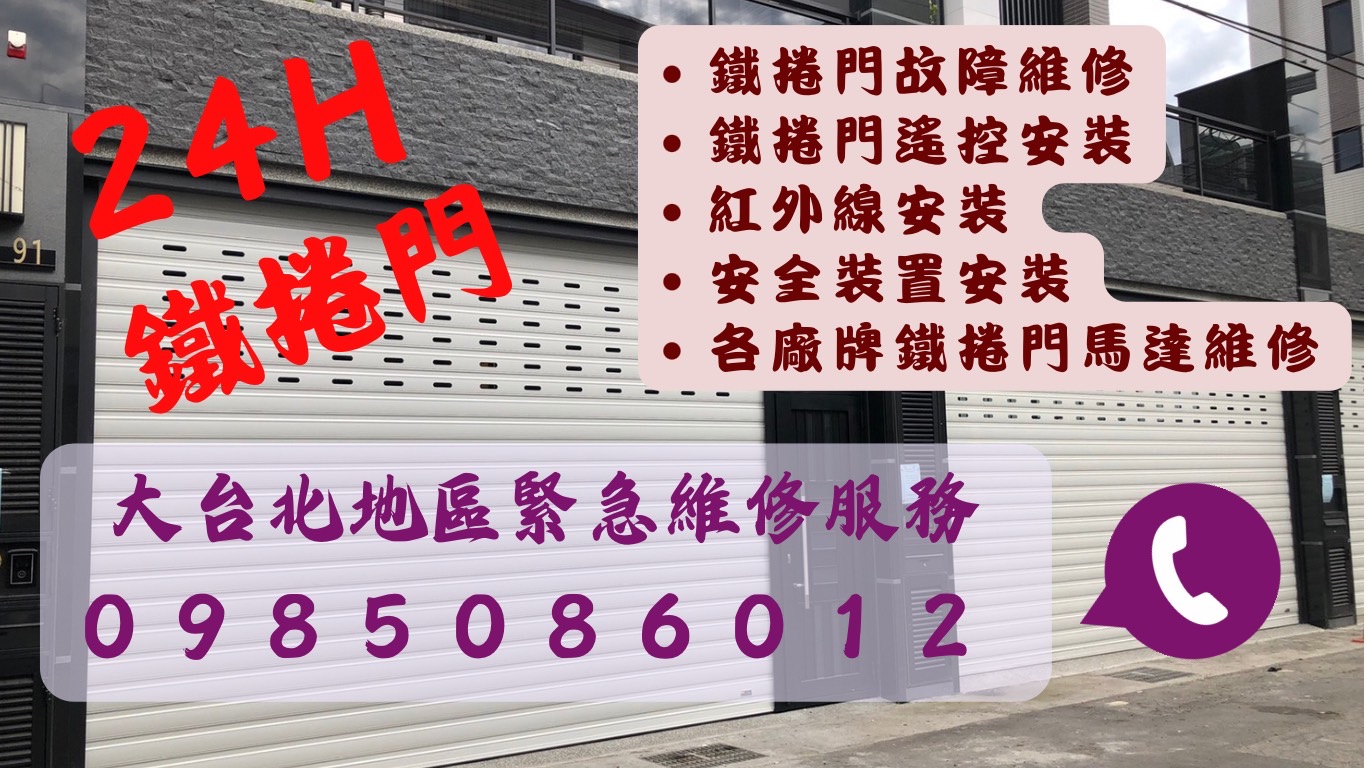 24H
鐵捲門
• 鐵捲門故障維修
• 鐵捲門遙控安裝
• 紅外線安裝
• 安全裝置安裝
• 各廠牌鐵捲門馬達維修
91
大台北地區緊急維修服務
0985086012